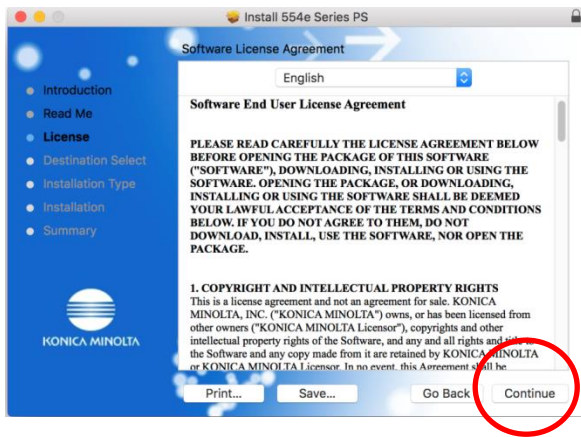 Install 554e Series PS
Software License Agreement
English
Introduction
Read Me
License
Destination Select
Installation Type
Installation
Summary
KONICA MINOLTA
Software End User License Agreement
PLEASE READ CAREFULLY THE LICENSE AGREEMENT BELOW
BEFORE OPENING THE PACKAGE OF THIS SOFTWARE
("SOFTWARE"), DOWNLOADING, INSTALLING OR USING THE
SOFTWARE. OPENING THE PACKAGE, OR DOWNLOADING,
INSTALLING OR USING THE SOFTWARE SHALL BE DEEMED
YOUR LAWFUL ACCEPTANCE OF THE TERMS AND CONDITIONS
BELOW. IF YOU DO NOT AGREE TO THEM, DO NOT
DOWNLOAD, INSTALL, USE THE SOFTWARE, NOR OPEN THE
PACKAGE.
1. COPYRIGHT AND INTELLECTUAL PROPERTY RIGHTS
This is a license agreement and not an agreement for sale. KONICA
MINOLTA, INC. ("KONICA MINOLTA") owns, or has been licensed from
other owners ("KONICA MINOLTA Licensor"), copyrights and other
intellectual property rights of the Software, and any and all rights and title to
the Software and any copy made from it are retained by KONICA MINOLTA
or KONICA MINOLTA Licensor. In no event, this Agreement shall be
Print...
Save...
Go Back
Continue